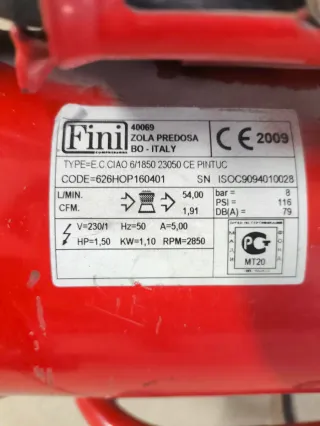 Fini
40069
ZOLA PREDOSA
BO - ITALY
CE 2009
TYPE=E.C.CIAO 6/1850 23050 CE PINTUC
CODE=626HOP160401 SN ISOC9094010028
L/MIN. 54,00
CFM. 1,91
bar = 8
PSI = 116
DB(A) = 79
V=230/1 Hz=50 A=5,00
HP=1,50 KW=1,10 RPM=2850
PC
MT20